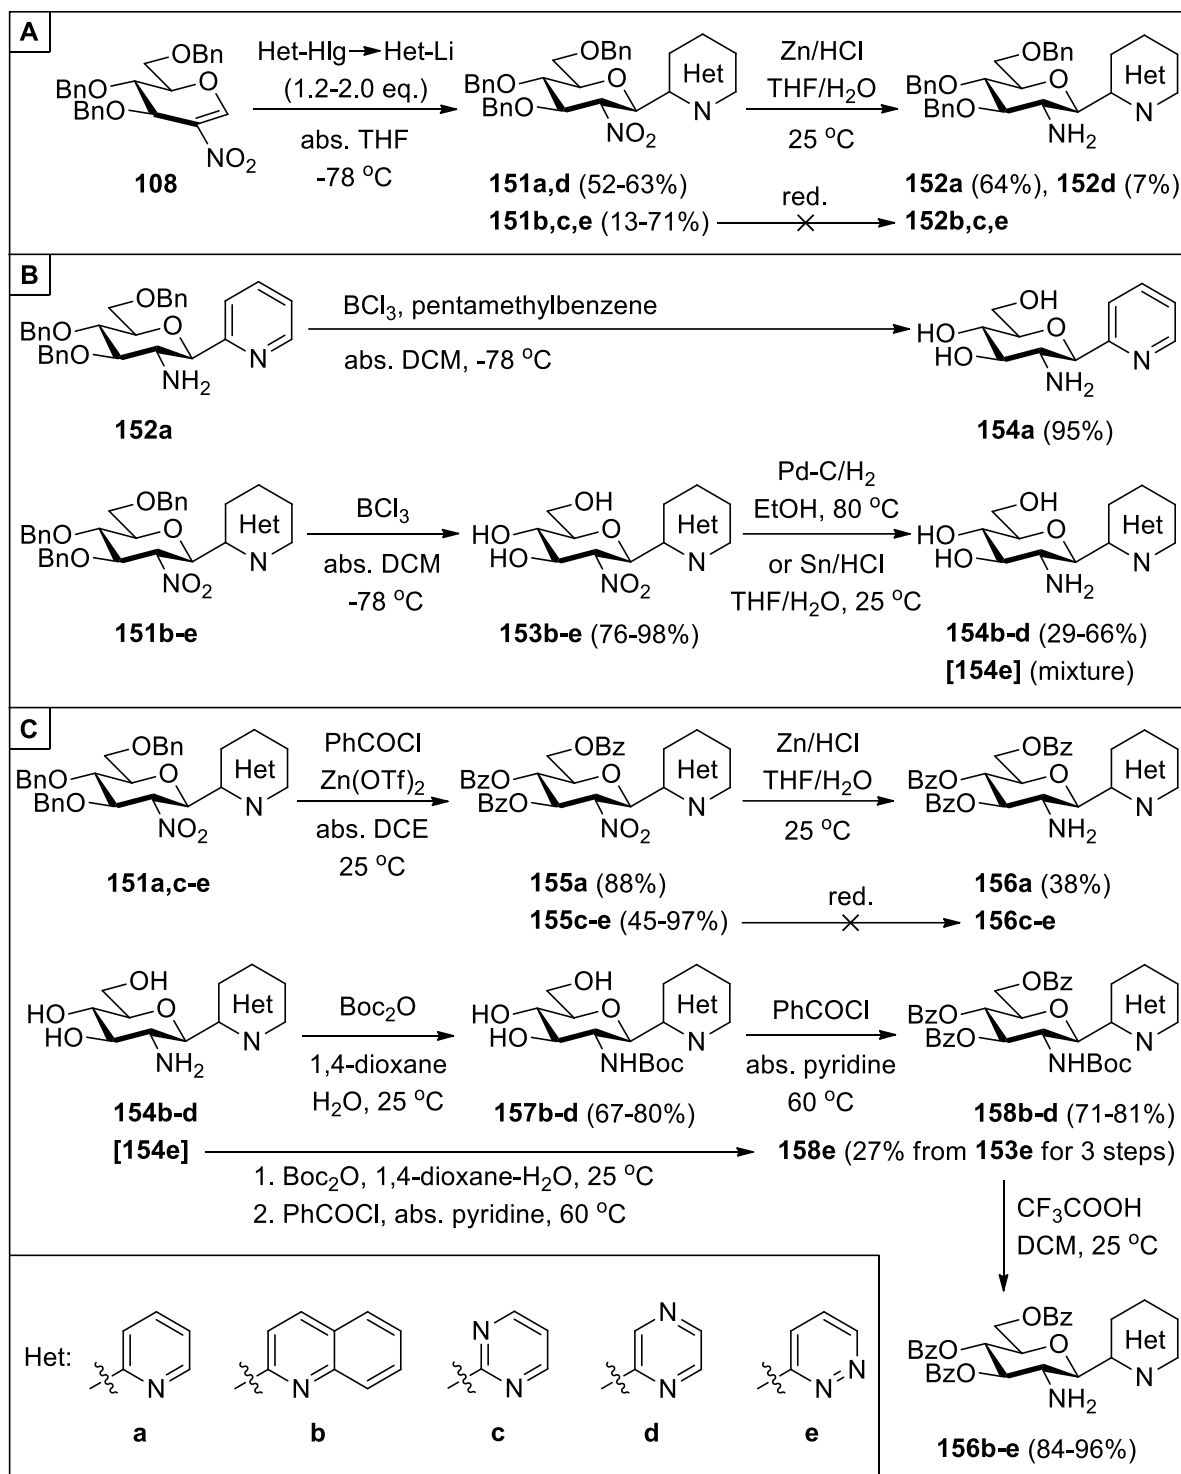 A
OBn
BnO
BnO
O
NO₂
108
Het-Hlg→Het-Li
(1.2-2.0 eq.)
abs. THF
-78 °C
OBn
BnO
BnO
O
Het
N
NO₂
151a,d (52-63%)
151b,c,e (13-71%)
Zn/HCl
THF/H₂O
25 °C
red.
OBn
BnO
BnO
O
Het
N
NH₂
152a (64%), 152d (7%)
152b,c,e
B
OBn
BnO
BnO
O
N
NH₂
152a
BCl₃, pentamethylbenzene
abs. DCM, -78 °C
OH
HO
HO
O
N
NH₂
154a (95%)
OBn
BnO
BnO
O
Het
N
NO₂
151b-e
BCl₃
abs. DCM
-78 °C
OH
HO
HO
O
Het
N
NO₂
153b-e (76-98%)
Pd-C/H₂
EtOH, 80 °C
or Sn/HCl
THF/H₂O, 25 °C
OH
HO
HO
O
Het
N
NH₂
154b-d (29-66%)
[154e] (mixture)
C
OBn
BnO
BnO
O
Het
N
NO₂
151a,c-e
PhCOCl
Zn(OTf)₂
abs. DCE
25 °C
OBz
BzO
BzO
O
Het
N
NO₂
155a (88%)
155c-e (45-97%)
Zn/HCl
THF/H₂O
25 °C
red.
OBz
BzO
BzO
O
Het
N
NH₂
156a (38%)
156c-e
OH
HO
HO
O
Het
N
NH₂
154b-d
[154e]
Boc₂O
1,4-dioxane
H₂O, 25 °C
OH
HO
HO
O
Het
N
NHBoc
157b-d (67-80%)
PhCOCl
abs. pyridine
60 °C
OBz
BzO
BzO
O
Het
N
NHBoc
158b-d (71-81%)
158e (27% from 153e for 3 steps)
1. Boc₂O, 1,4-dioxane-H₂O, 25 °C
2. PhCOCl, abs. pyridine, 60 °C
CF₃COOH
DCM, 25 °C
OBz
BzO
BzO
O
Het
N
NH₂
156b-e (84-96%)
Het:
N
a
N
b
N
N
c
N
N
d
N
N
e